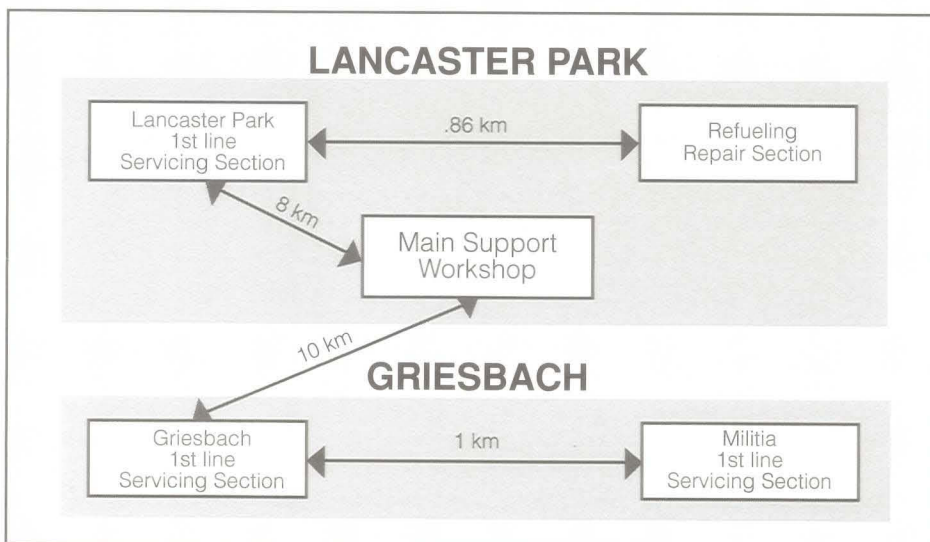 LANCASTER PARK
Lancaster Park
1st line
Servicing Section
.86 km
Refueling
Repair Section
8 km
Main Support
Workshop
10 km
GRIESBACH
Griesbach
1st line
Servicing Section
1 km
Militia
1st line
Servicing Section